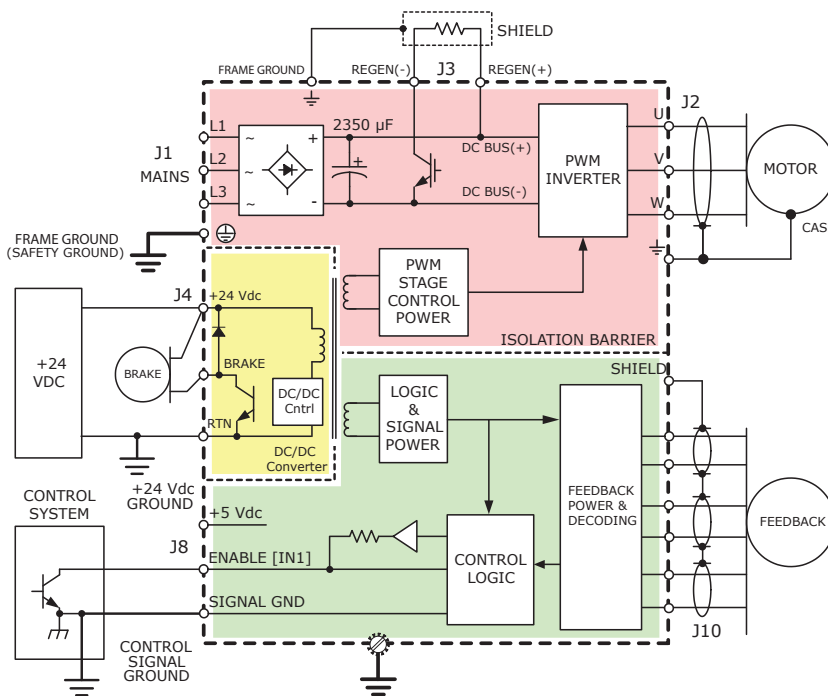 SHIELD
FRAME GROUND
REGEN(-)
J3
REGEN(+)
J1
MAINS
L1
L2
L3
~
~
~
+
-
2350 µF
+
DC BUS(+)
DC BUS(-)
PWM
INVERTER
U
V
W
J2
MOTOR
CAS
FRAME GROUND
(SAFETY GROUND)
PWM
STAGE
CONTROL
POWER
ISOLATION BARRIER
J4
+24 Vdc
+24
VDC
BRAKE
BRAKE
RTN
DC/DC
Cntrl
DC/DC
Converter
+24 Vdc
GROUND
SHIELD
LOGIC
&
SIGNAL
POWER
FEEDBACK
POWER &
DECODING
FEEDBACK
J10
CONTROL
SYSTEM
J8
+5 Vdc
ENABLE [IN1]
SIGNAL GND
CONTROL
LOGIC
CONTROL
SIGNAL
GROUND